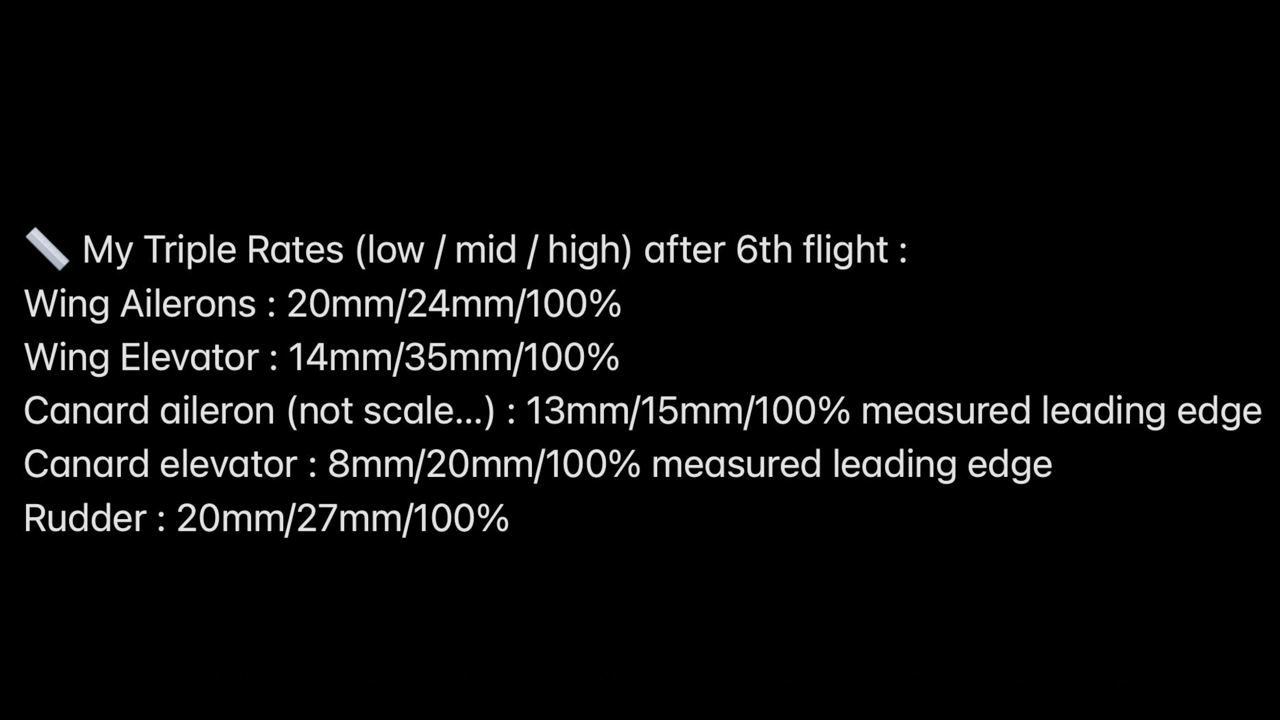 📏 My Triple Rates (low / mid / high) after 6th flight :
Wing Ailerons : 20mm/24mm/100%
Wing Elevator : 14mm/35mm/100%
Canard aileron (not scale...) : 13mm/15mm/100% measured leading edge
Canard elevator : 8mm/20mm/100% measured leading edge
Rudder : 20mm/27mm/100%